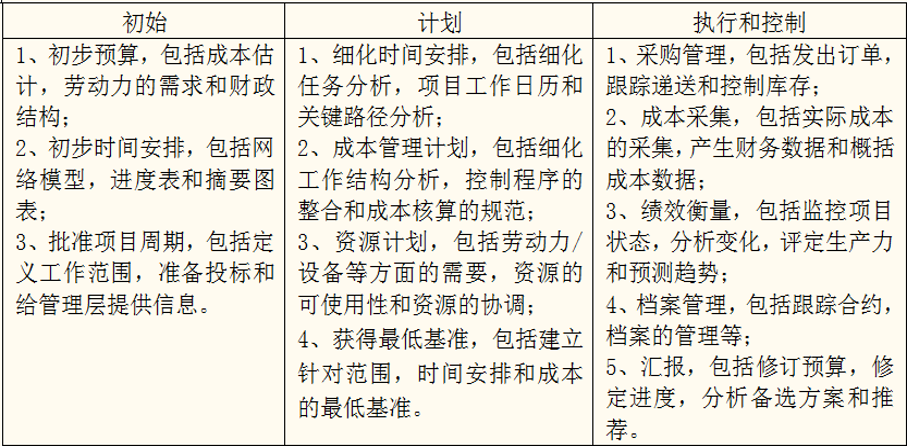 初始
1、初步预算，包括成本估
计，劳动力的需求和财政
结构；
2、初步时间安排，包括网
络模型，进度表和摘要图
表；
3、批准项目周期，包括定
义工作范围，准备投标和
给管理层提供信息。
计划
1、细化时间安排，包括细化
任务分析，项目工作日历和
关键路径分析；
2、成本管理计划，包括细化
工作结构分析，控制程序的
整合和成本核算的规范；
3、资源计划，包括劳动力/
设备等方面的需要，资源的
可使用性和资源的协调；
4、获得最低基准，包括建立
针对范围，时间安排和成本
的最低基准。
执行和控制
1、采购管理，包括发出订单，
跟踪递送和控制库存；
2、成本采集，包括实际成本
的采集，产生财务数据和概括
成本数据；
3、绩效衡量，包括监控项目
状态，分析变化，评定生产力
和预测趋势；
4、档案管理，包括跟踪合约，
档案的管理等；
5、汇报，包括修订预算，修
定进度，分析备选方案和推
荐。